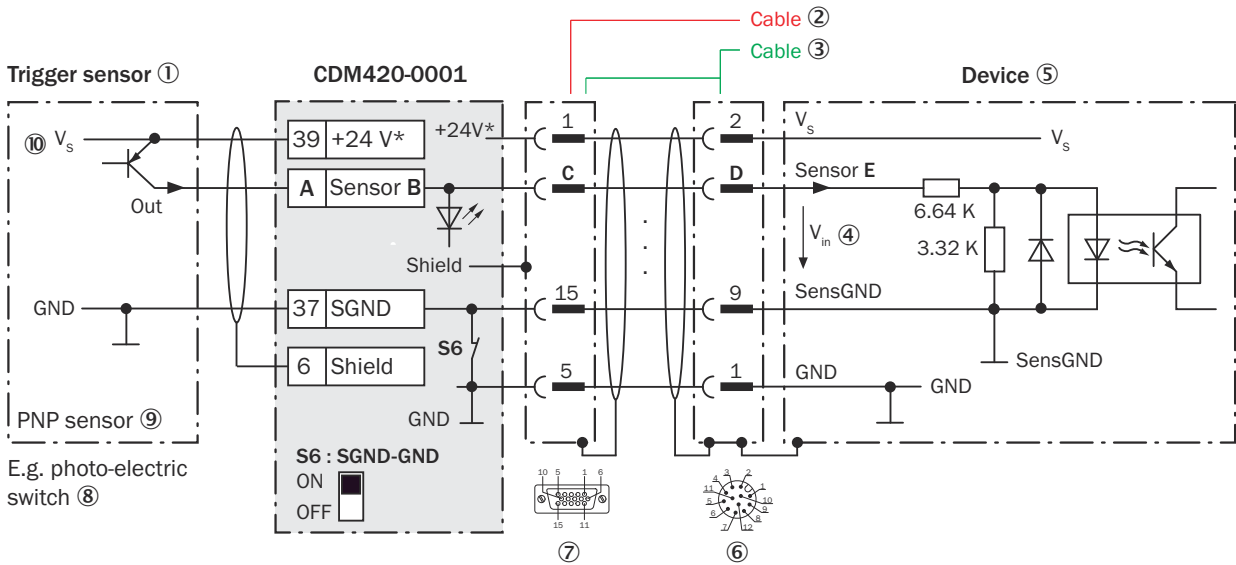 Cable ②
Cable ③
Trigger sensor ①
CDM420-0001
Device ⑤
⑩ Vs
39 +24 V*
+24V*
1
2
Vs
Vs
A Sensor B
C
D
Sensor E
Out
6.64 K
Vin ④
3.32 K
Shield
GND
37 SGND
15
9
SensGND
S6
6 Shield
5
1
GND
GND
SensGND
GND
PNP sensor ⑨
E.g. photo-electric
switch ⑧
S6 : SGND-GND
ON
OFF
10 5 1 6
15 11
4 3 2
11 1
5 10
6 9
7 12 8
⑦
⑥